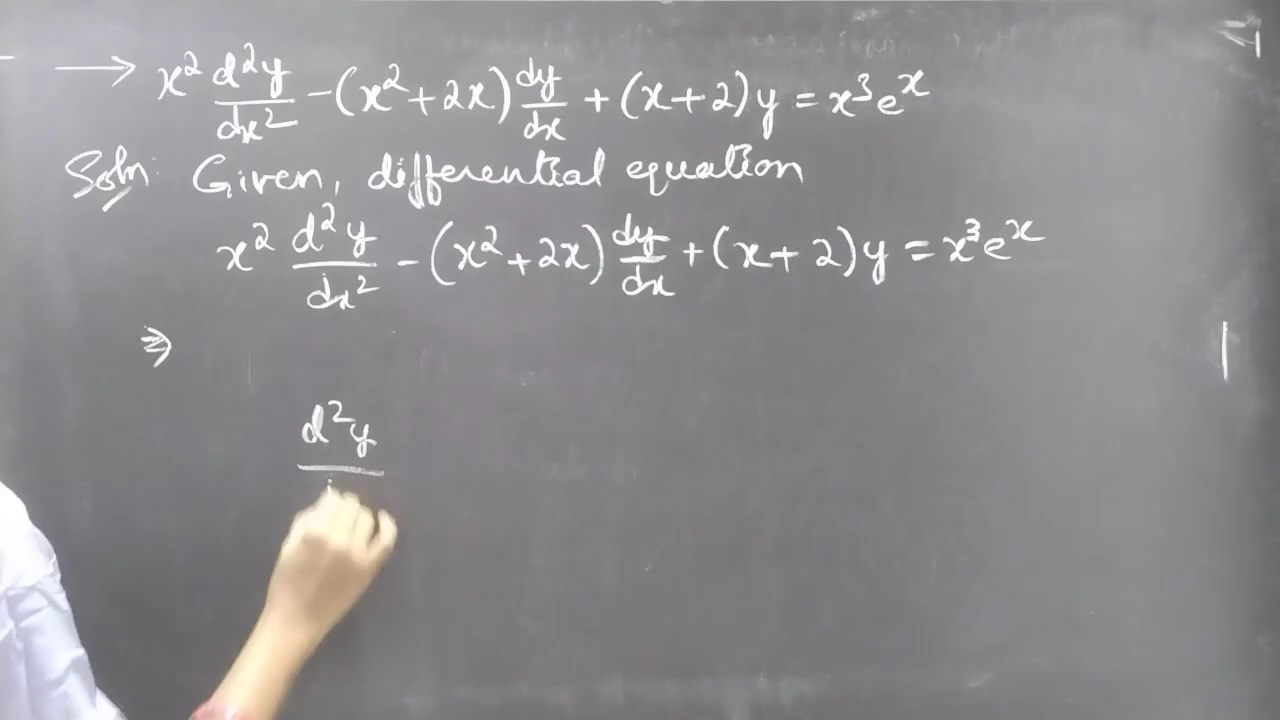 → x² d²y/dx² - (x²+2x) dy/dx + (x+2)y = x³eˣ
Soln: Given, differential equation
x² d²y/dx² - (x²+2x) dy/dx + (x+2)y = x³eˣ
⇒
d²y